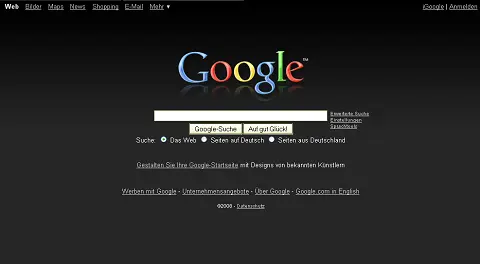 Web Bilder Maps News Shopping E-Mail Mehr ▼ iGoogle | Anmelden
Google™
Erweiterte Suche
Einstellungen
Sprachtools
Google-Suche Auf gut Glück!
Suche: Das Web Seiten auf Deutsch Seiten aus Deutschland
Gestalten Sie Ihre Google-Startseite mit Designs von bekannten Künstlern
Werben mit Google - Unternehmensangebote - Über Google - Google.com in English
©2008 - Datenschutz